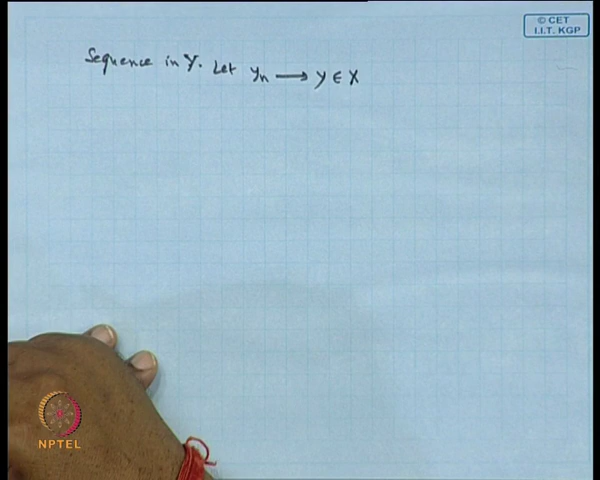 © CET
I.I.T. KGP
Sequence in Y. Let yn ⟶ y ∈ X
NPTEL